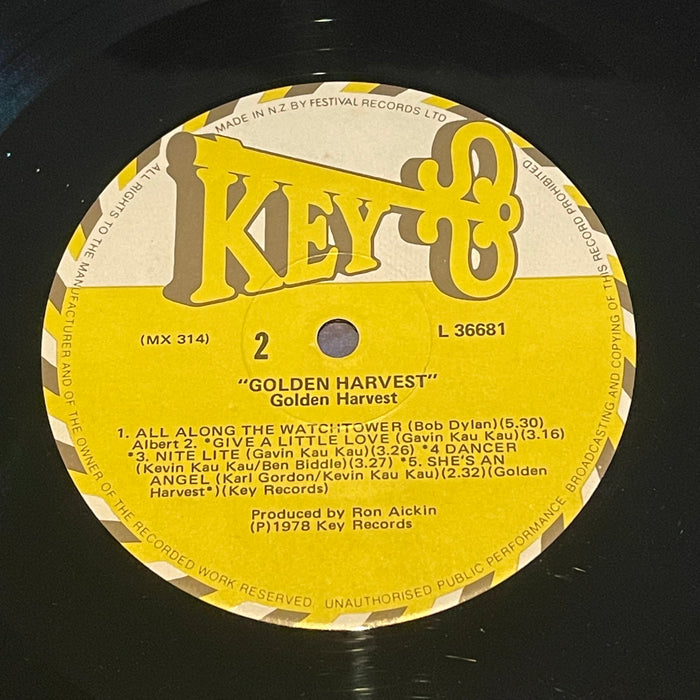 MADE IN N.Z. BY FESTIVAL RECORDS LTD
KEY
(MX 314)
2
L 36681
"GOLDEN HARVEST"
Golden Harvest
1. ALL ALONG THE WATCHTOWER (Bob Dylan)(5.30)
Albert 2. *GIVE A LITTLE LOVE (Gavin Kau Kau)(3.16)
*3. NITE LITE (Gavin Kau Kau)(3.26) *4 DANCER
(Kevin Kau Kau/Ben Biddle)(3.27) *5. SHE'S AN
ANGEL (Karl Gordon/Kevin Kau Kau)(2.32)(Golden
Harvest*)(Key Records)
Produced by Ron Aickin
(P)1978 Key Records
ALL RIGHTS TO THE MANUFACTURER AND OF THE OWNER OF THE RECORDED WORK RESERVED. UNAUTHORISED PUBLIC PERFORMANCE BROADCASTING AND COPYING OF THIS RECORD PROHIBITED